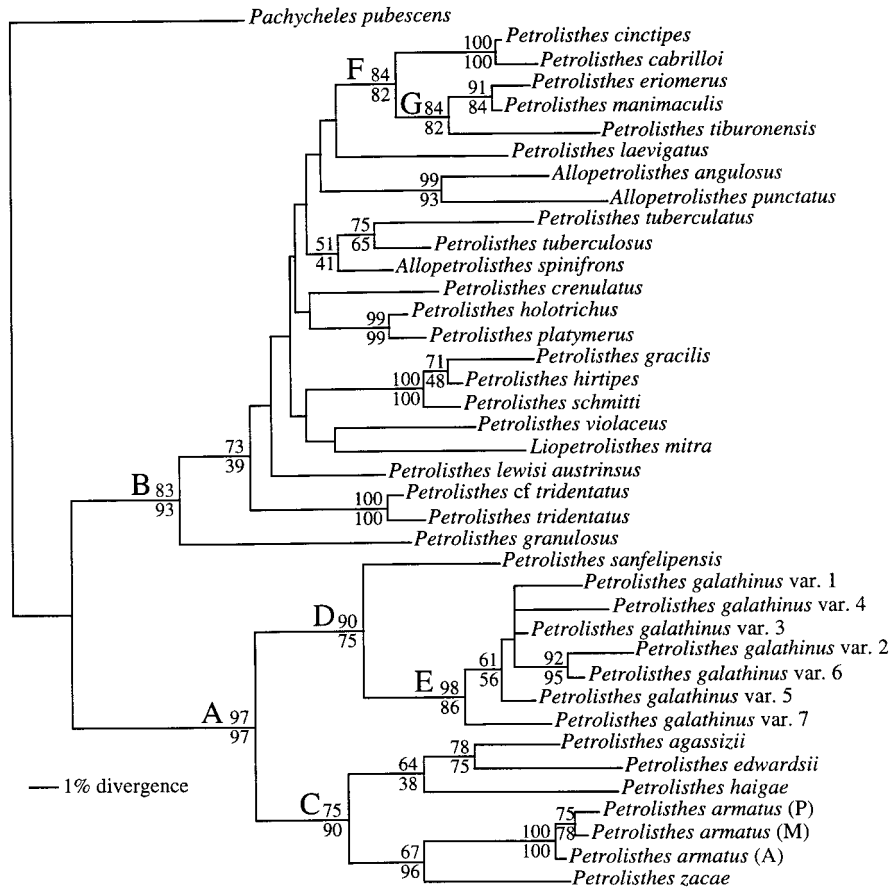 Pachycheles pubescens
100 Petrolisthes cinctipes
100 Petrolisthes cabrilloi
F 84
82
91 Petrolisthes eriomerus
84 Petrolisthes manimaculis
G 84
82
Petrolisthes tiburonensis
Petrolisthes laevigatus
99 Allopetrolisthes angulosus
93 Allopetrolisthes punctatus
75 Petrolisthes tuberculatus
65 Petrolisthes tuberculosus
51
41
Allopetrolisthes spinifrons
Petrolisthes crenulatus
99 Petrolisthes holotrichus
99 Petrolisthes platymerus
71 Petrolisthes gracilis
48 Petrolisthes hirtipes
100
100
Petrolisthes schmitti
Petrolisthes violaceus
Liopetrolisthes mitra
73
39
Petrolisthes lewisi austrinsus
B 83
93
100 Petrolisthes cf tridentatus
100 Petrolisthes tridentatus
Petrolisthes granulosus
Petrolisthes sanfelipensis
D 90
75
Petrolisthes galathinus var. 1
Petrolisthes galathinus var. 4
Petrolisthes galathinus var. 3
92 Petrolisthes galathinus var. 2
95 Petrolisthes galathinus var. 6
61
56
Petrolisthes galathinus var. 5
E 98
86
Petrolisthes galathinus var. 7
A 97
97
78 Petrolisthes agassizii
75 Petrolisthes edwardsii
64
38
Petrolisthes haigae
1% divergence
C 75
90
75 Petrolisthes armatus (P)
78 Petrolisthes armatus (M)
100
100
Petrolisthes armatus (A)
67
96
Petrolisthes zacae